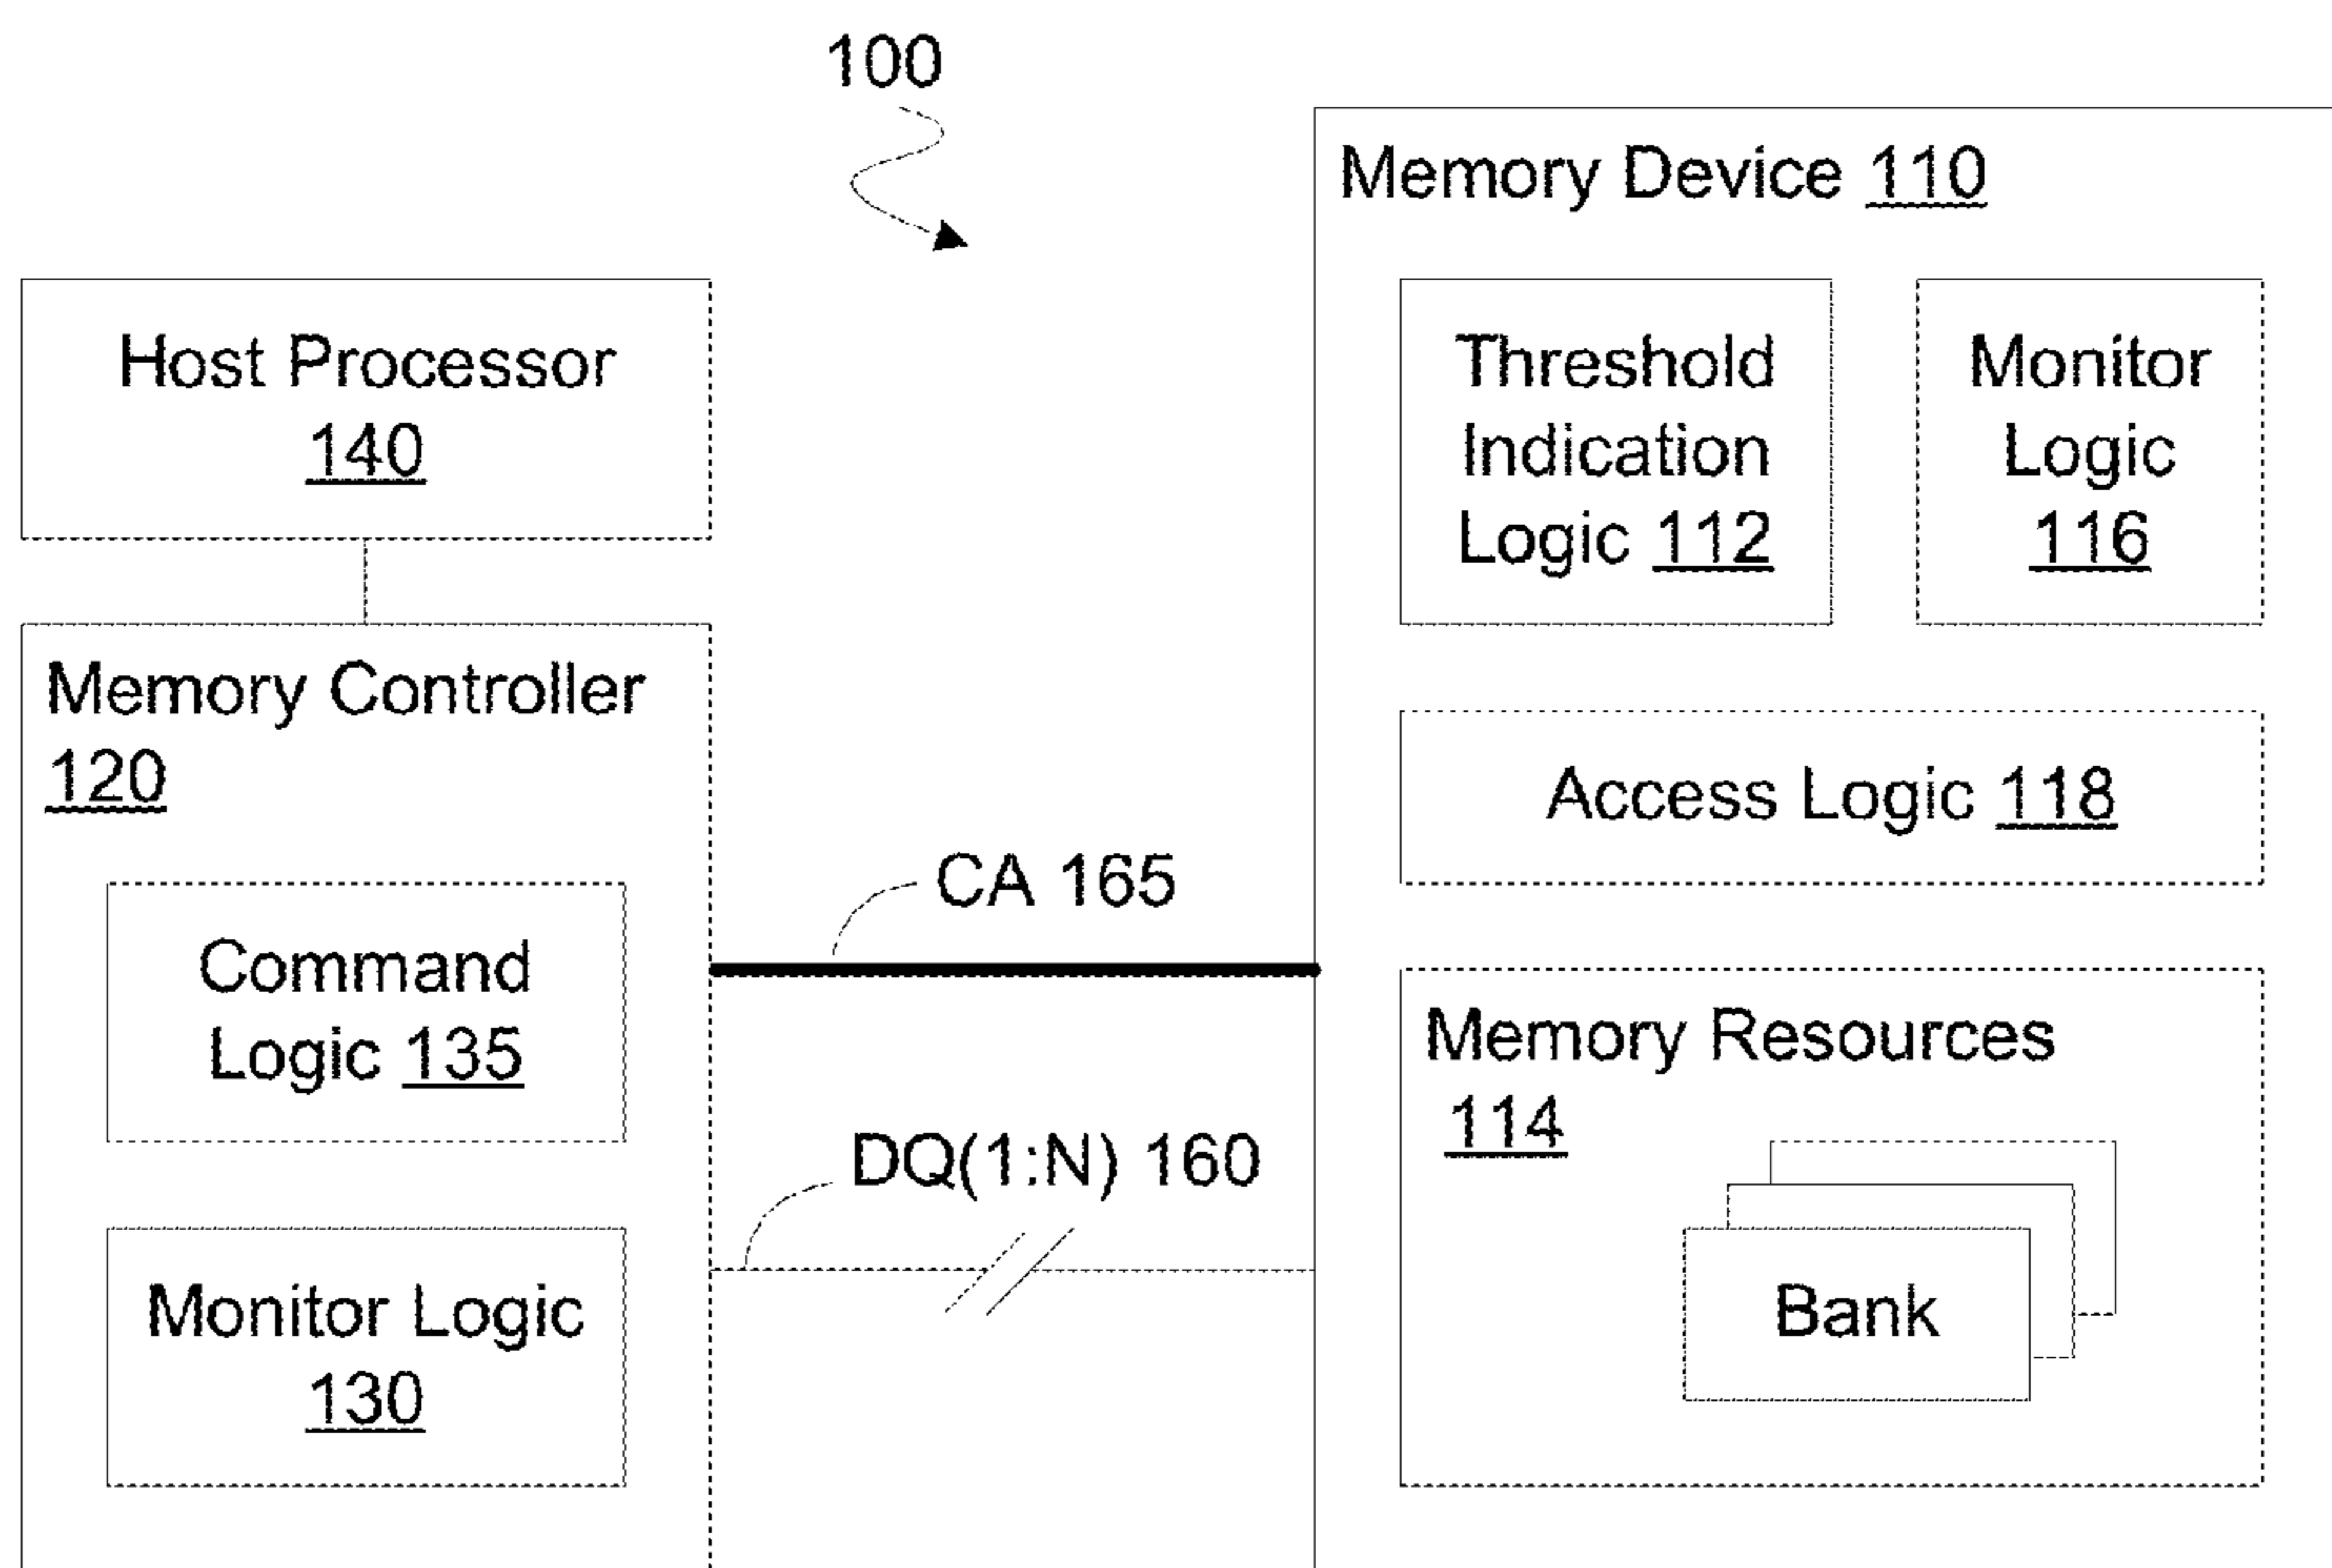 100
Host Processor
140
Memory Controller
120
Command
Logic 135
Monitor Logic
130
CA 165
DQ(1:N) 160
Memory Device 110
Threshold
Indication
Logic 112
Monitor
Logic
116
Access Logic 118
Memory Resources
114
Bank